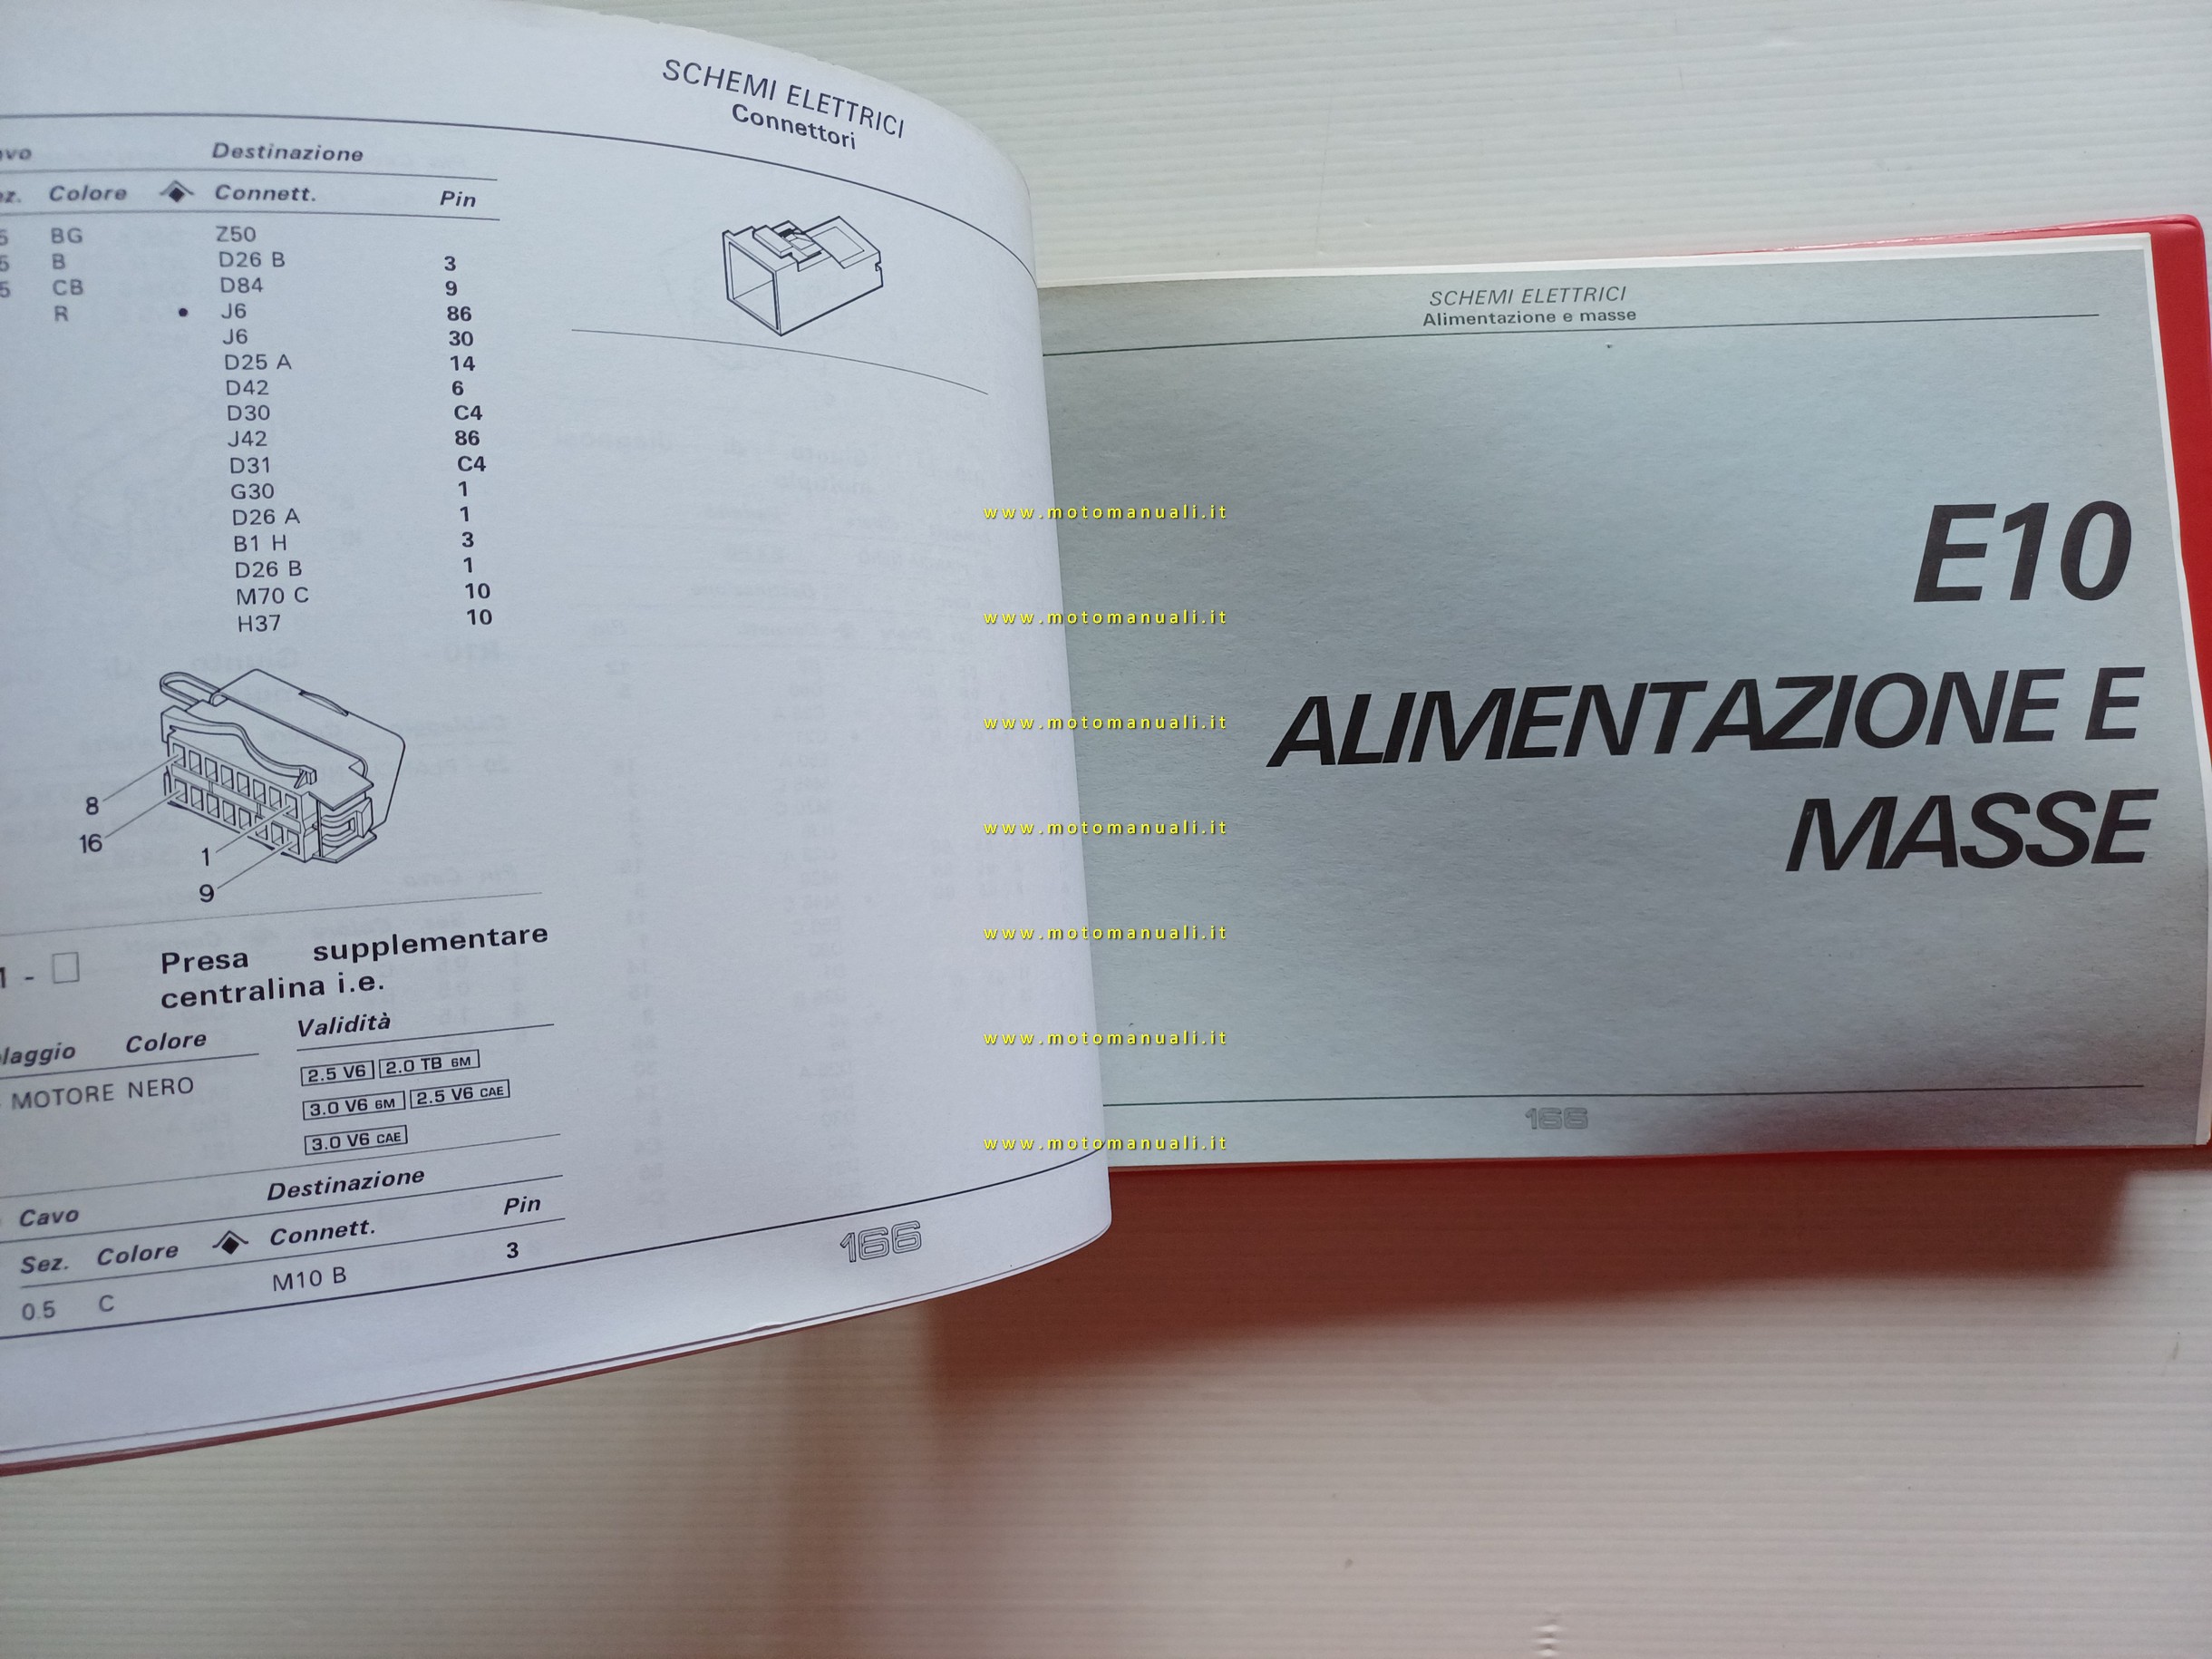 SCHEMI ELETTRICI
Connettori
Destinazione
Colore Connett. Pin
BG Z50
B D26 B 3
CB D84 9
R • J6 86
J6 30
D25 A 14
D42 6
D30 C4
J42 86
D31 C4
G30 1
D26 A 1
B1 H 3
D26 B 1
M70 C 10
H37 10
8
16
1
9
Presa supplementare
centralina i.e.
Colore Validità
MOTORE NERO
2.5 V6 2.0 TB 6M
3.0 V6 6M 2.5 V6 CAE
3.0 V6 CAE
Cavo Destinazione
Sez. Colore Connett. Pin
0.5 C M10 B 3
166
SCHEMI ELETTRICI
Alimentazione e masse
E10
ALIMENTAZIONE E
MASSE
166
www.motomanuali.it
www.motomanuali.it
www.motomanuali.it
www.motomanuali.it
www.motomanuali.it
www.motomanuali.it
www.motomanuali.it